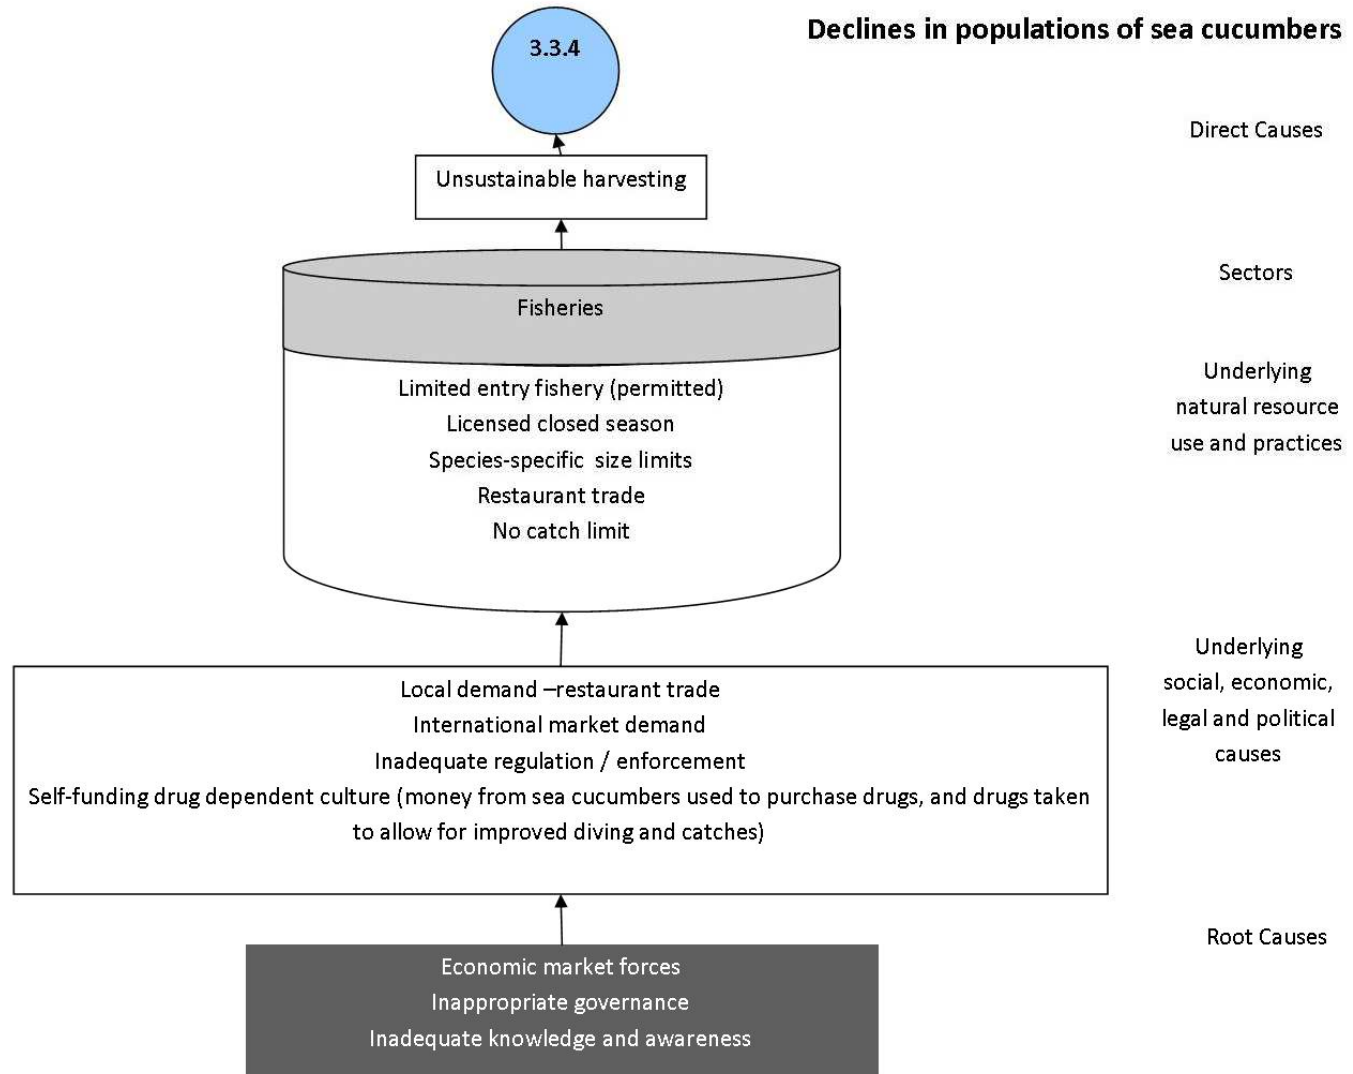 Declines in populations of sea cucumbers
3.3.4
Direct Causes
Unsustainable harvesting
Sectors
Fisheries
Underlying
natural resource
use and practices
Limited entry fishery (permitted)
Licensed closed season
Species-specific size limits
Restaurant trade
No catch limit
Underlying
social, economic,
legal and political
causes
Local demand –restaurant trade
International market demand
Inadequate regulation / enforcement
Self-funding drug dependent culture (money from sea cucumbers used to purchase drugs, and drugs taken
to allow for improved diving and catches)
Root Causes
Economic market forces
Inappropriate governance
Inadequate knowledge and awareness